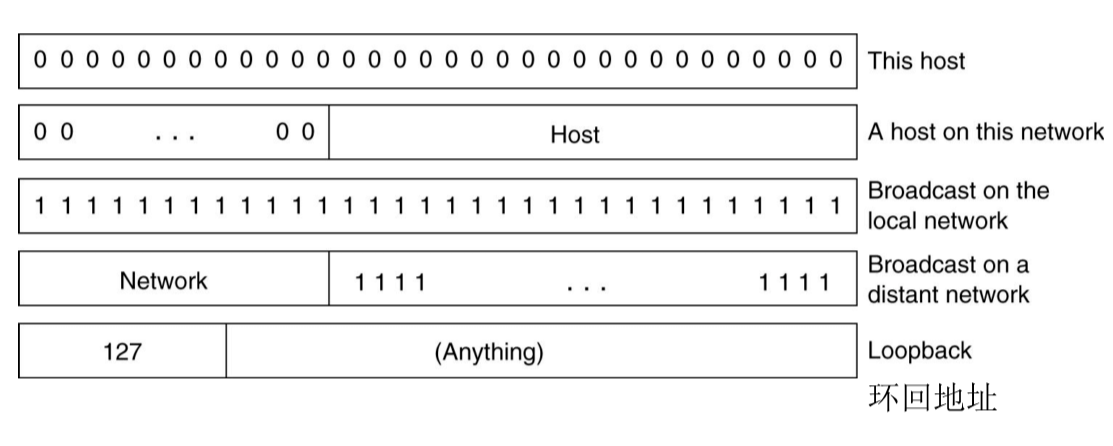 0 0 0 0 0 0 0 0 0 0 0 0 0 0 0 0 0 0 0 0 0 0 0 0 0 0 0 0 0 0 0 0 This host
0 0 ... 0 0 Host A host on this network
1 1 1 1 1 1 1 1 1 1 1 1 1 1 1 1 1 1 1 1 1 1 1 1 1 1 1 1 1 1 1 1 Broadcast on the
local network
Network 1 1 1 1 ... 1 1 1 1 Broadcast on a
distant network
127 (Anything) Loopback
环回地址